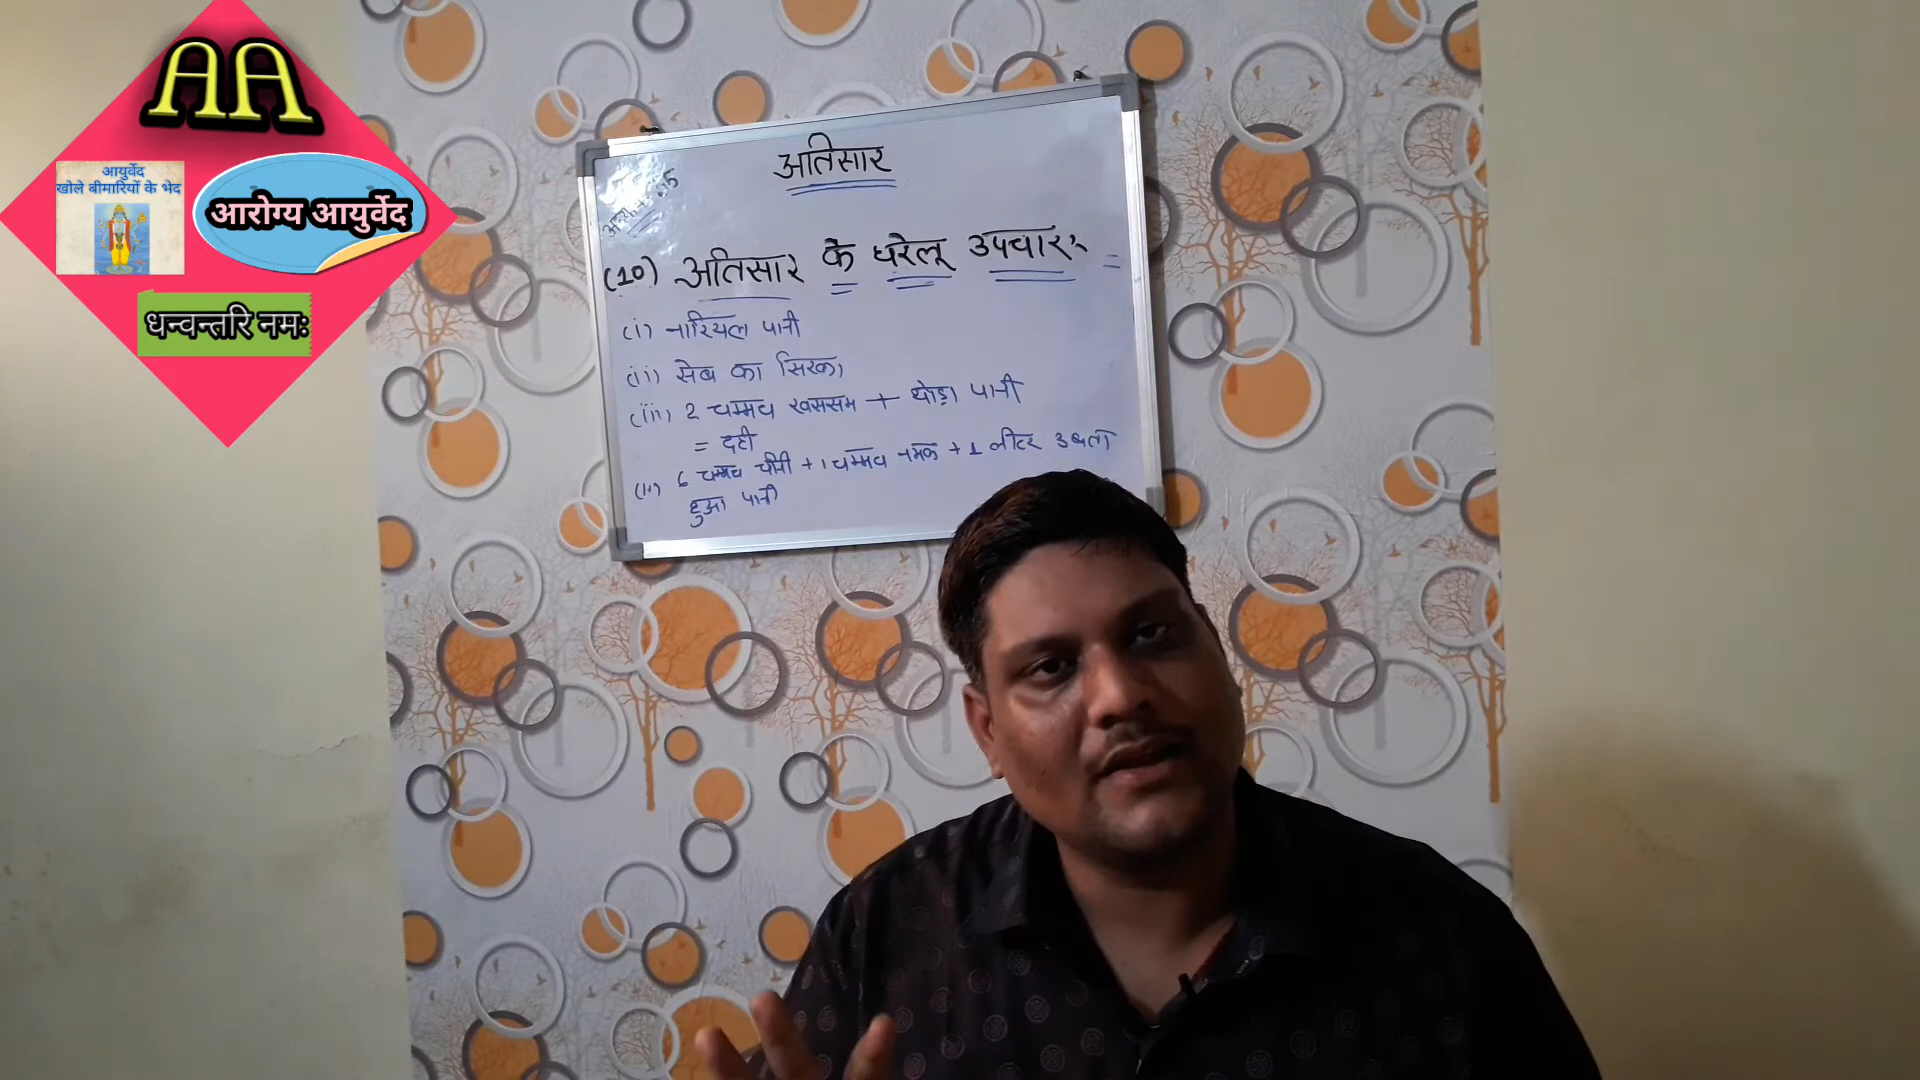 AA
आयुर्वेद
खोले बीमारियों के भेद
आरोग्य आयुर्वेद
धन्वन्तरि नमः
अतिसार
(10) अतिसार के घरेलू उपचार
(i) नारियल पानी
(ii) सेब का सिरका
(iii) 2 चम्मच खसखस + थोड़ा पानी
= दही
(iv) 6 चम्मच चीनी + 1 चम्मच नमक + 1 लीटर उबला
हुआ पानी